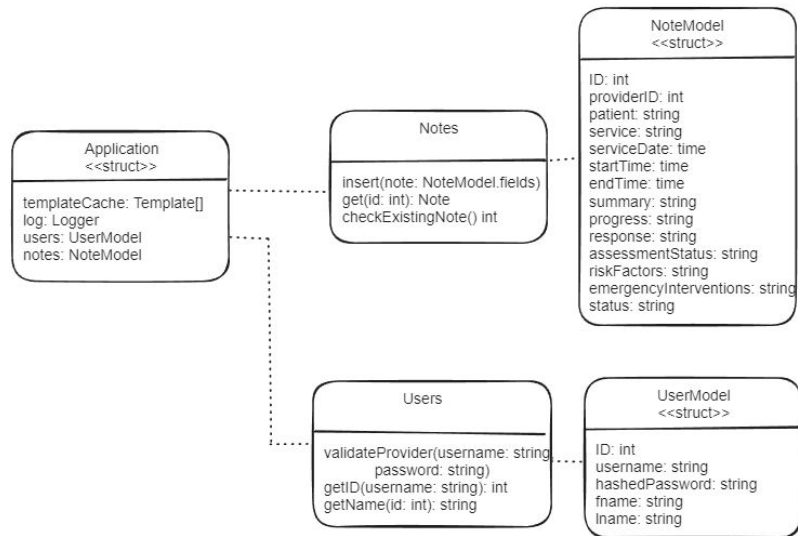 Application
<<struct>>
templateCache: Template[]
log: Logger
users: UserModel
notes: NoteModel
Notes
insert(note: NoteModel.fields)
get(id: int): Note
checkExistingNote() int
NoteModel
<<struct>>
ID: int
providerID: int
patient: string
service: string
serviceDate: time
startTime: time
endTime: time
summary: string
progress: string
response: string
assessmentStatus: string
riskFactors: string
emergencyInterventions: string
status: string
Users
validateProvider(username: string,
password: string)
getID(username: string): int
getName(id: int): string
UserModel
<<struct>>
ID: int
username: string
hashedPassword: string
fname: string
lname: string